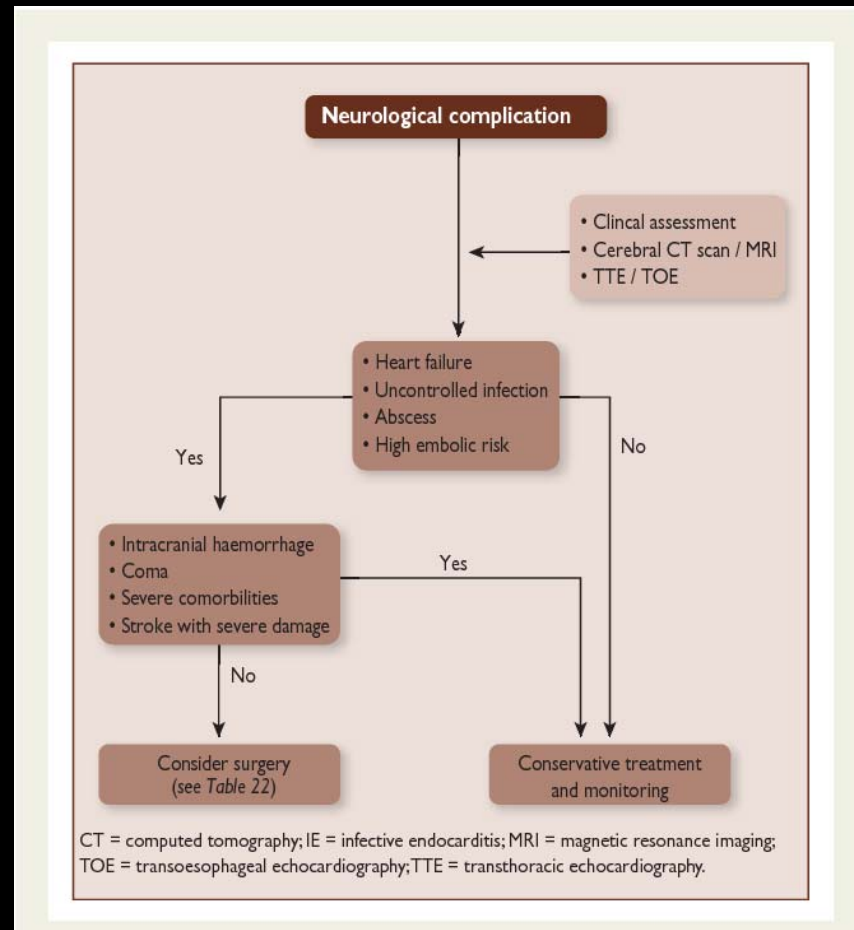 Neurological complication
• Clincal assessment
• Cerebral CT scan / MRI
• TTE / TOE
• Heart failure
• Uncontrolled infection
• Abscess
• High embolic risk
Yes
No
• Intracranial haemorrhage
• Coma
• Severe comorbilities
• Stroke with severe damage
Yes
No
Consider surgery
(see Table 22)
Conservative treatment
and monitoring
CT = computed tomography; IE = infective endocarditis; MRI = magnetic resonance imaging;
TOE = transoesophageal echocardiography; TTE = transthoracic echocardiography.